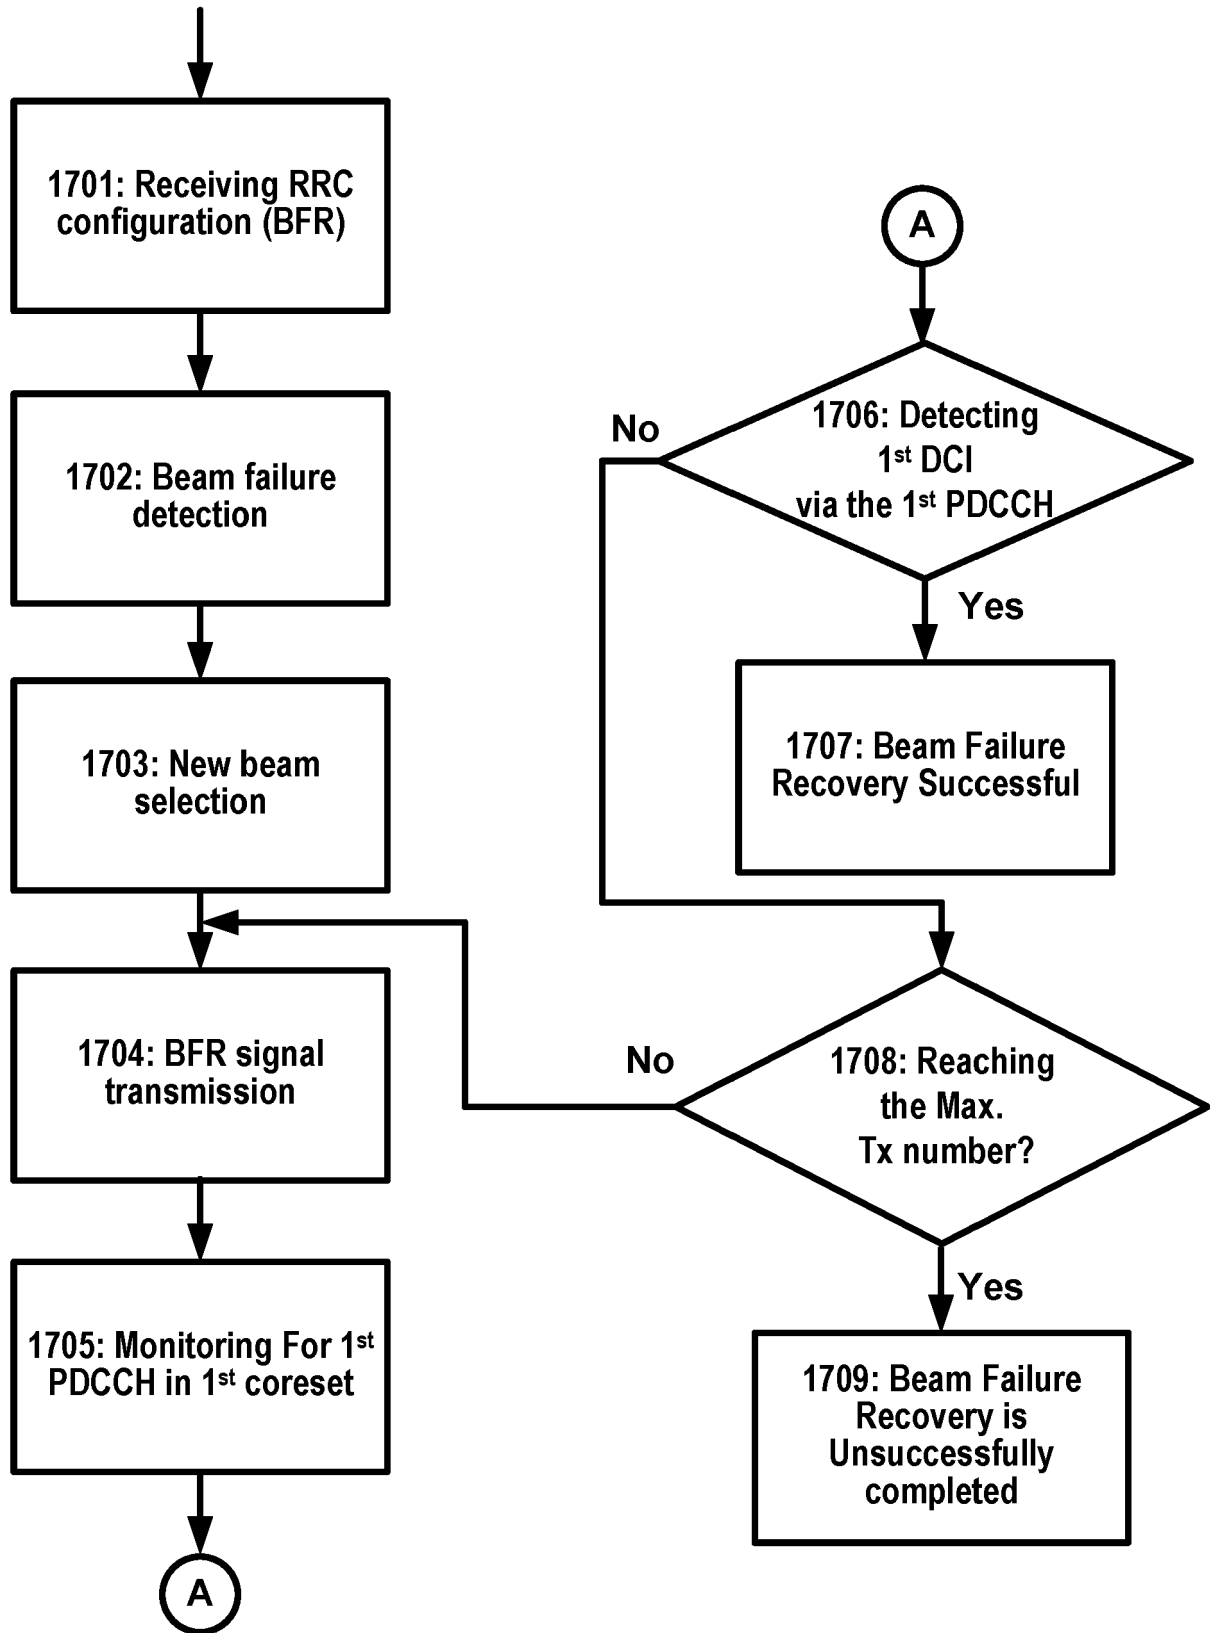 1701: Receiving RRC
configuration (BFR)
1702: Beam failure
detection
1703: New beam
selection
1704: BFR signal
transmission
1705: Monitoring For 1st
PDCCH in 1st coreset
A
A
1706: Detecting
1st DCI
via the 1st PDCCH
No
Yes
1707: Beam Failure
Recovery Successful
1708: Reaching
the Max.
Tx number?
No
Yes
1709: Beam Failure
Recovery is
Unsuccessfully
completed